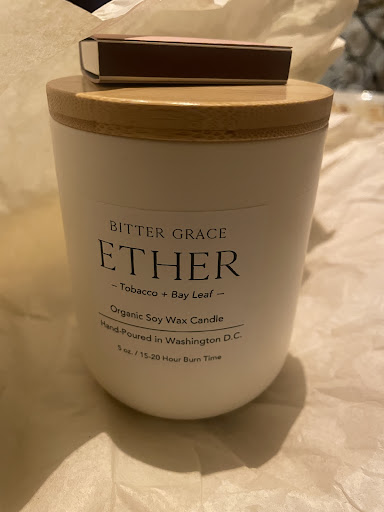 BITTER GRACE
ETHER
– Tobacco + Bay Leaf –
Organic Soy Wax Candle
Hand-Poured in Washington D.C.
5 oz. / 15-20 Hour Burn Time